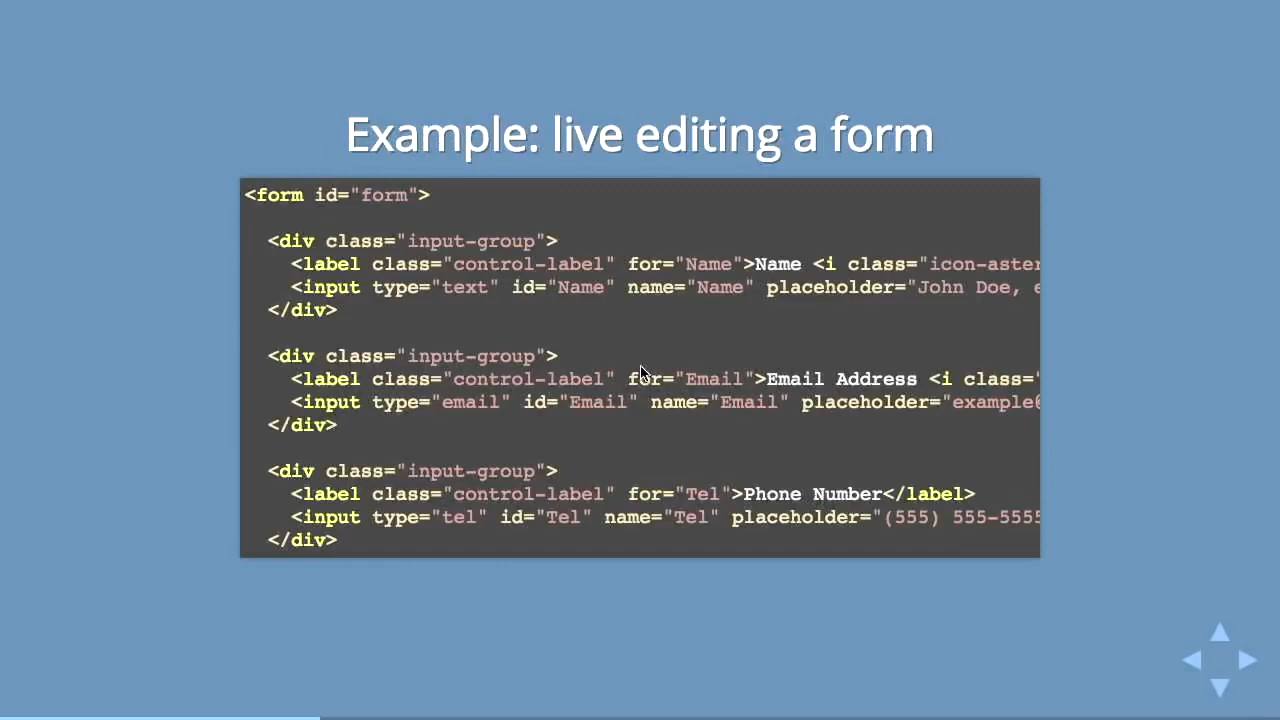 Example: live editing a form
<form id="form">
<div class="input-group">
<label class="control-label" for="Name">Name <i class="icon-aster
<input type="text" id="Name" name="Name" placeholder="John Doe, e
</div>
<div class="input-group">
<label class="control-label" for="Email">Email Address <i class="
<input type="email" id="Email" name="Email" placeholder="example@
</div>
<div class="input-group">
<label class="control-label" for="Tel">Phone Number</label>
<input type="tel" id="Tel" name="Tel" placeholder="(555) 555-5555
</div>